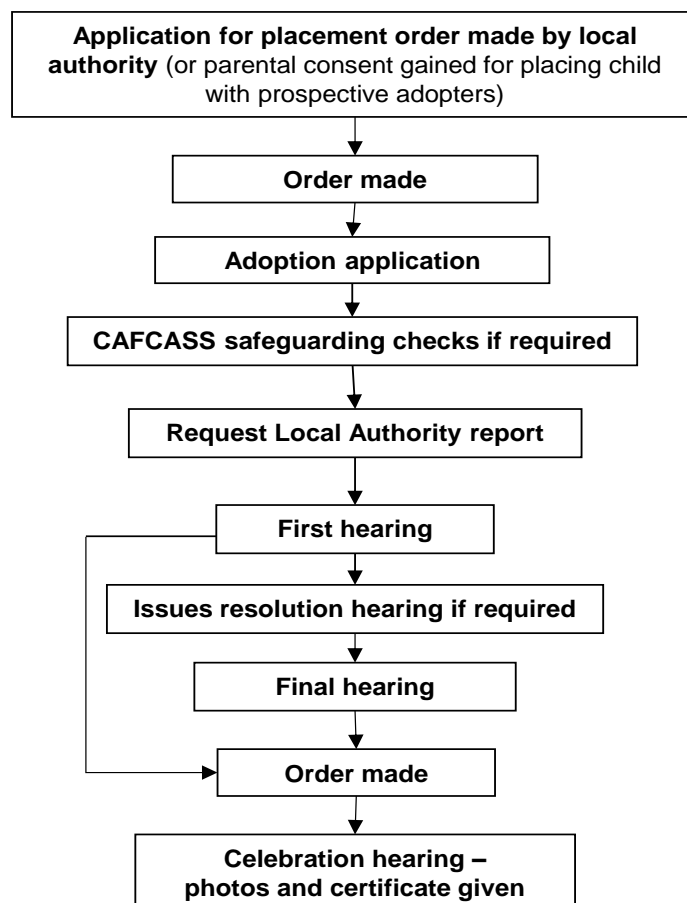 Application for placement order made by local
authority (or parental consent gained for placing child
with prospective adopters)
Order made
Adoption application
CAFCASS safeguarding checks if required
Request Local Authority report
First hearing
Issues resolution hearing if required
Final hearing
Order made
Celebration hearing –
photos and certificate given